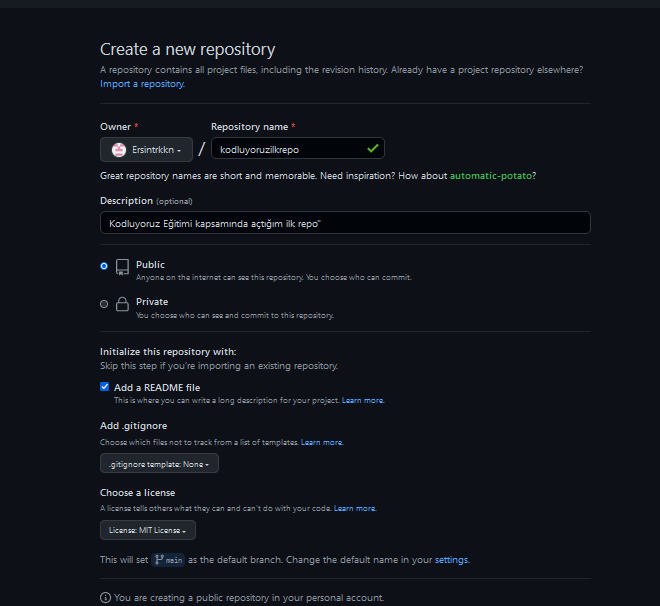 Create a new repository
A repository contains all project files, including the revision history. Already have a project repository elsewhere?
Import a repository.
Owner * Repository name *
Ersintrkkn / kodluyoruzilkrepo
Great repository names are short and memorable. Need inspiration? How about automatic-potato?
Description (optional)
Kodluyoruz Eğitimi kapsamında açtığım ilk repo"
Public
Anyone on the internet can see this repository. You choose who can commit.
Private
You choose who can see and commit to this repository.
Initialize this repository with:
Skip this step if you're importing an existing repository.
Add a README file
This is where you can write a long description for your project. Learn more.
Add .gitignore
Choose which files not to track from a list of templates. Learn more.
.gitignore template: None
Choose a license
A license tells others what they can and can't do with your code. Learn more.
License: MIT License
This will set main as the default branch. Change the default name in your settings.
You are creating a public repository in your personal account.